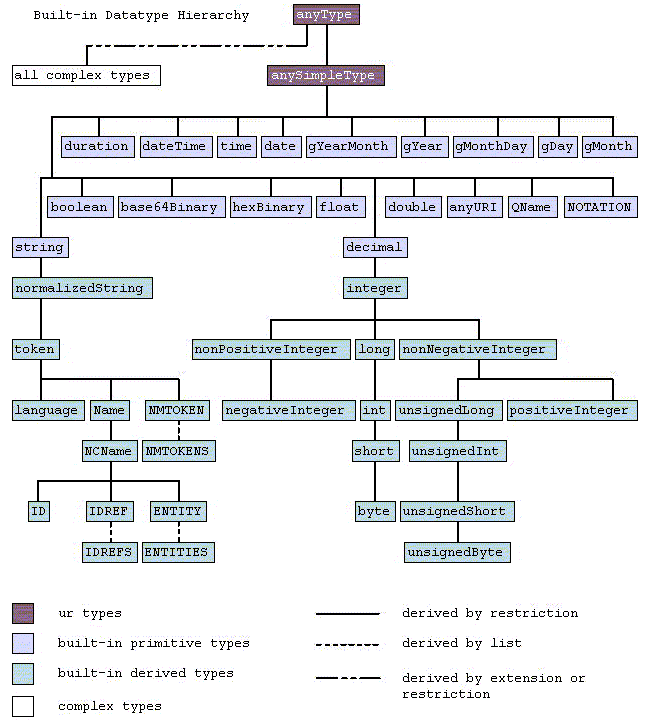 Built-in Datatype Hierarchy
anyType
all complex types
anySimpleType
duration
dateTime
time
date
gYearMonth
gYear
gMonthDay
gDay
gMonth
boolean
base64Binary
hexBinary
float
double
anyURI
QName
NOTATION
string
decimal
normalizedString
integer
token
nonPositiveInteger
long
nonNegativeInteger
language
Name
NMTOKEN
negativeInteger
int
unsignedLong
positiveInteger
NCName
NMTOKENS
short
unsignedInt
ID
IDREF
ENTITY
byte
unsignedShort
IDREFS
ENTITIES
unsignedByte
ur types
derived by restriction
built-in primitive types
derived by list
built-in derived types
derived by extension or
restriction
complex types